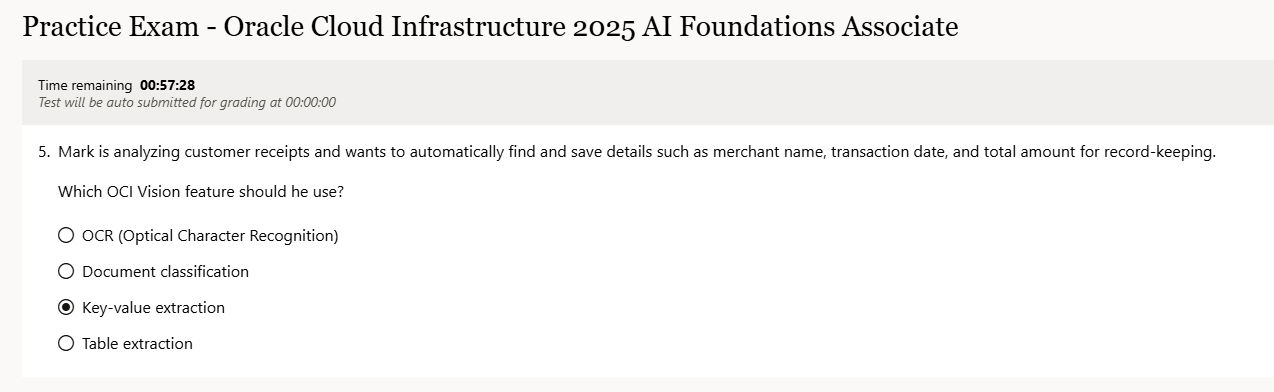 Practice Exam - Oracle Cloud Infrastructure 2025 AI Foundations Associate
Time remaining 00:57:28
Test will be auto submitted for grading at 00:00:00
5. Mark is analyzing customer receipts and wants to automatically find and save details such as merchant name, transaction date, and total amount for record-keeping.
Which OCI Vision feature should he use?
OCR (Optical Character Recognition)
Document classification
Key-value extraction
Table extraction